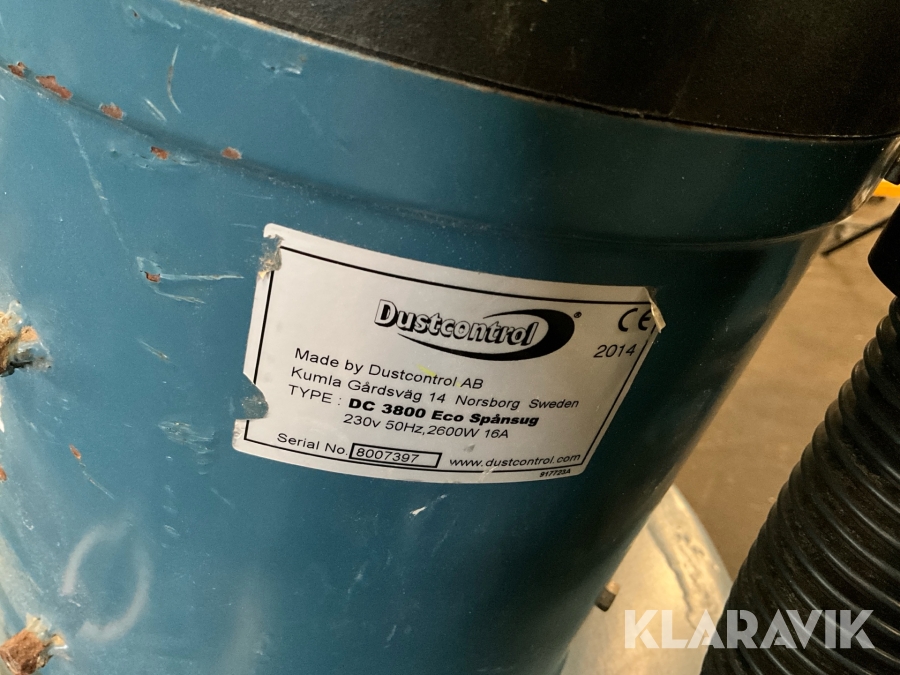 Dustcontrol ®
CE
2014
Made by Dustcontrol AB
Kumla Gårdsväg 14 Norsborg Sweden
TYPE : DC 3800 Eco Spånsug
230v 50Hz,2600W 16A
Serial No. 8007397
www.dustcontrol.com
917723A
KLARAVIK